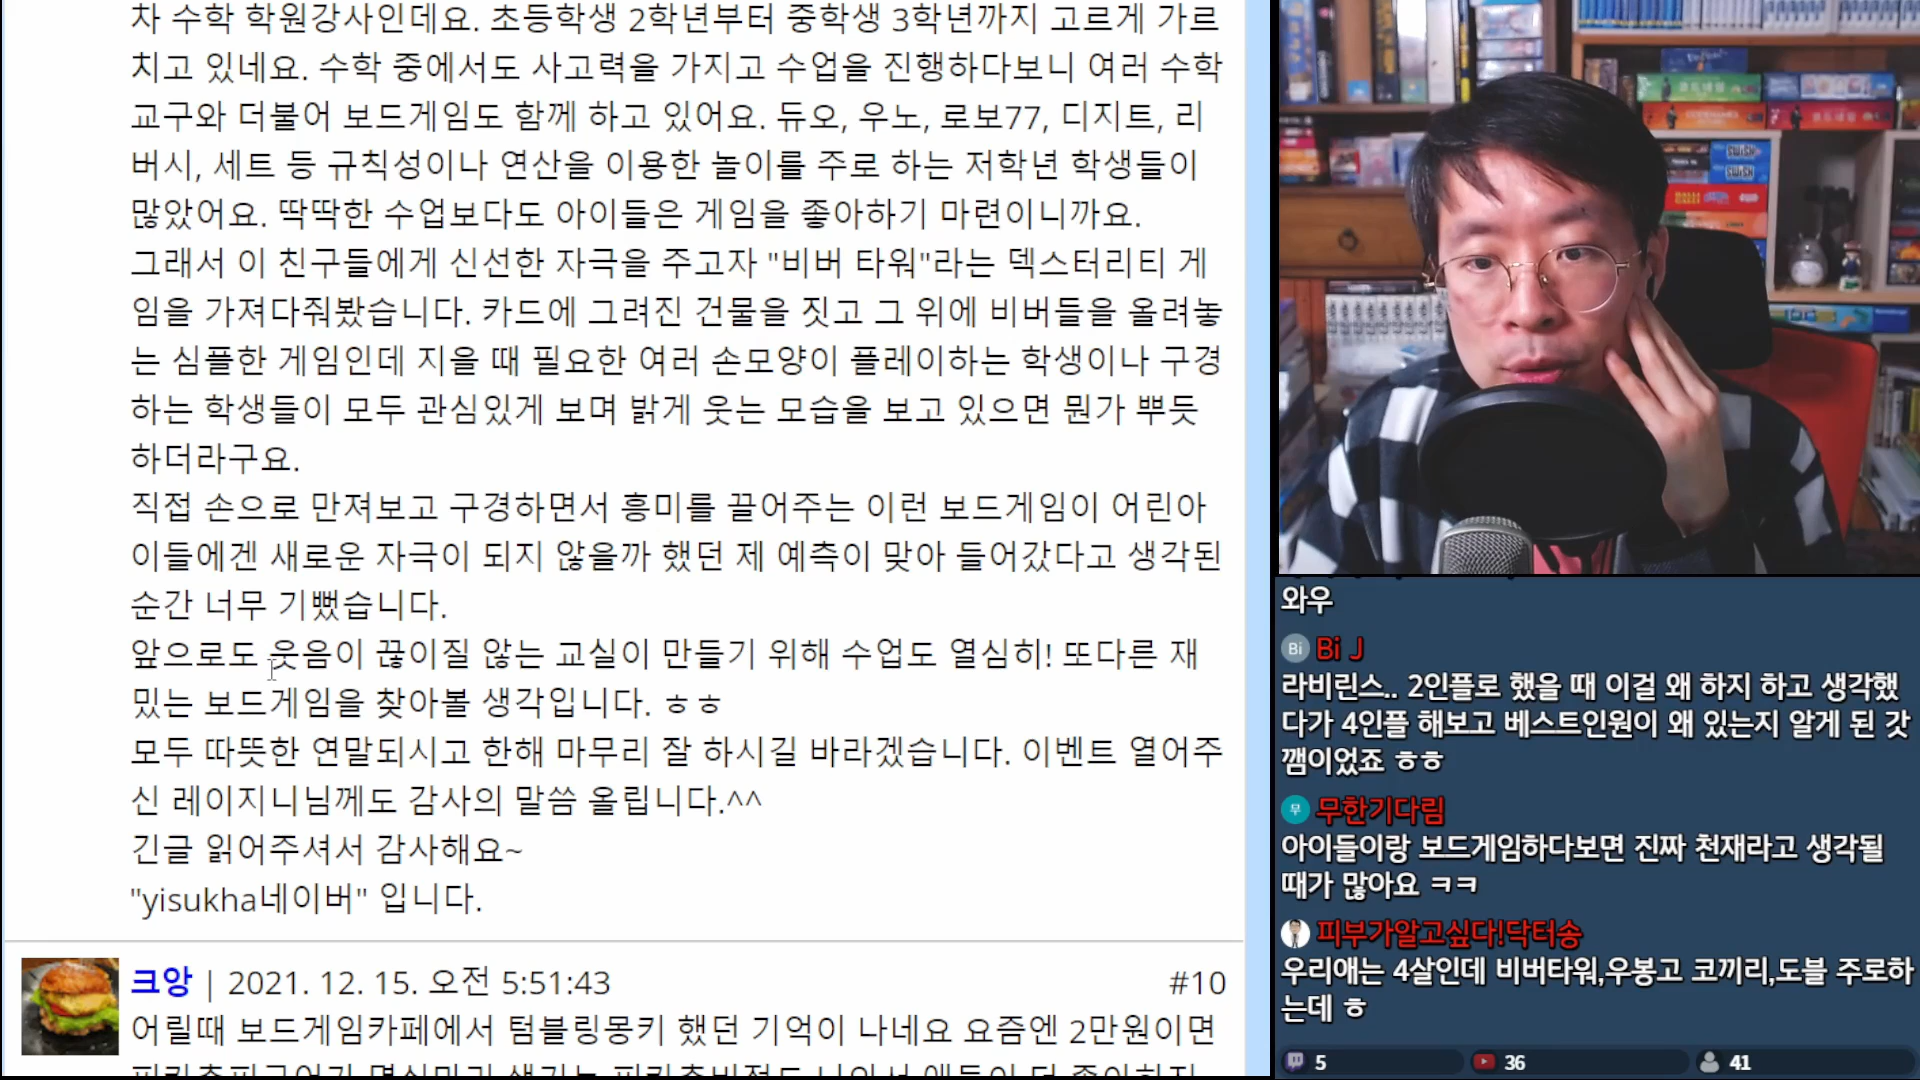 차 수학 학원강사인데요. 초등학생 2학년부터 중학생 3학년까지 고르게 가르
치고 있네요. 수학 중에서도 사고력을 가지고 수업을 진행하다보니 여러 수학
교구와 더불어 보드게임도 함께 하고 있어요. 듀오, 우노, 로보77, 디지트, 리
버시, 세트 등 규칙성이나 연산을 이용한 놀이를 주로 하는 저학년 학생들이
많았어요. 딱딱한 수업보다도 아이들은 게임을 좋아하기 마련이니까요.
그래서 이 친구들에게 신선한 자극을 주고자 "비버 타워"라는 덱스터리티 게
임을 가져다줘봤습니다. 카드에 그려진 건물을 짓고 그 위에 비버들을 올려놓
는 심플한 게임인데 지을 때 필요한 여러 손모양이 플레이하는 학생이나 구경
하는 학생들이 모두 관심있게 보며 밝게 웃는 모습을 보고 있으면 뭔가 뿌듯
하더라구요.
직접 손으로 만져보고 구경하면서 흥미를 끌어주는 이런 보드게임이 어린아
이들에겐 새로운 자극이 되지 않을까 했던 제 예측이 맞아 들어갔다고 생각된
순간 너무 기뻤습니다.
앞으로도 웃음이 끊이질 않는 교실이 만들기 위해 수업도 열심히! 또다른 재
밌는 보드게임을 찾아볼 생각입니다. ㅎㅎ
모두 따뜻한 연말되시고 한해 마무리 잘 하시길 바라겠습니다. 이벤트 열어주
신 레이지니님께도 감사의 말씀 올립니다.^^
긴글 읽어주셔서 감사해요~
"yisukha네이버" 입니다.
크앙 | 2021. 12. 15. 오전 5:51:43 #10
어릴때 보드게임카페에서 텀블링몽키 했던 기억이 나네요 요즘엔 2만원이면
와우
Bi Bi J
라비린스.. 2인플로 했을 때 이걸 왜 하지 하고 생각했
다가 4인플 해보고 베스트인원이 왜 있는지 알게 된 갓
껨이었죠 ㅎㅎ
무 무한기다림
아이들이랑 보드게임하다보면 진짜 천재라고 생각될
때가 많아요 ㅋㅋ
피부가알고싶다!닥터송
우리애는 4살인데 비버타워,우봉고 코끼리,도블 주로하
는데 ㅎ
5 36 41